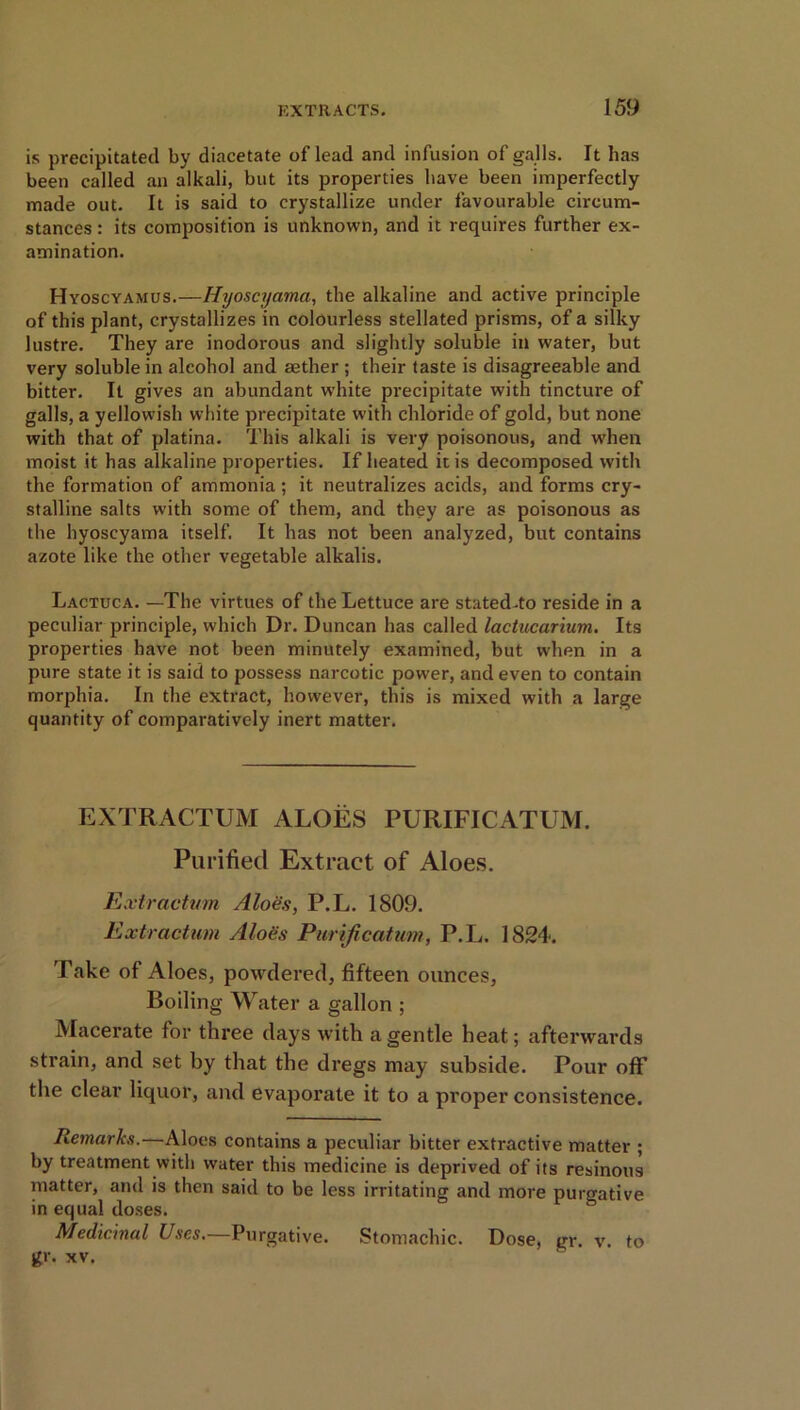 EXTRACTS. 159
is precipitated by diacetate of lead and infusion of galls. It has
been called an alkali, but its properties have been imperfectly
made out. It is said to crystallize under favourable circum-
stances: its composition is unknown, and it requires further ex-
amination.
Hyoscyamus.—Hyoscyama, the alkaline and active principle
of this plant, crystallizes in colourless stellated prisms, of a silky
lustre. They are inodorous and slightly soluble in water, but
very soluble in alcohol and æther; their taste is disagreeable and
bitter. It gives an abundant white precipitate with tincture of
galls, a yellowish white precipitate with chloride of gold, but none
with that of platina. This alkali is very poisonous, and when
moist it has alkaline properties. If heated it is decomposed with
the formation of ammonia; it neutralizes acids, and forms cry-
stalline salts with some of them, and they are as poisonous as
the hyoscyama itself. It has not been analyzed, but contains
azote like the other vegetable alkalis.
Lactuca.—The virtues of the Lettuce are stated to reside in a
peculiar principle, which Dr. Duncan has called lactucarium. Its
properties have not been minutely examined, but when in a
pure state it is said to possess narcotic power, and even to contain
morphia. In the extract, however, this is mixed with a large
quantity of comparatively inert matter.
EXTRACTUM ALOËS PURIFICATUM.
Purified Extract of Aloes.
Extractum Aloës, P.L. 1809.
Extractum Aloës Purificatum, P.L. 1824.
Take of Aloes, powdered, fifteen ounces,
Boiling Water a gallon;
Macerate for three days with a gentle heat; afterwards
strain, and set by that the dregs may subside. Pour off
the clear liquor, and evaporate it to a proper consistence.
Remarks.—Aloes contains a peculiar bitter extractive matter;
by treatment with water this medicine is deprived of its resinous
matter, and is then said to be less irritating and more purgative
in equal doses.
Medicinal Uses.—Purgative. Stomachic. Dose, gr. v. to
gr. xv.